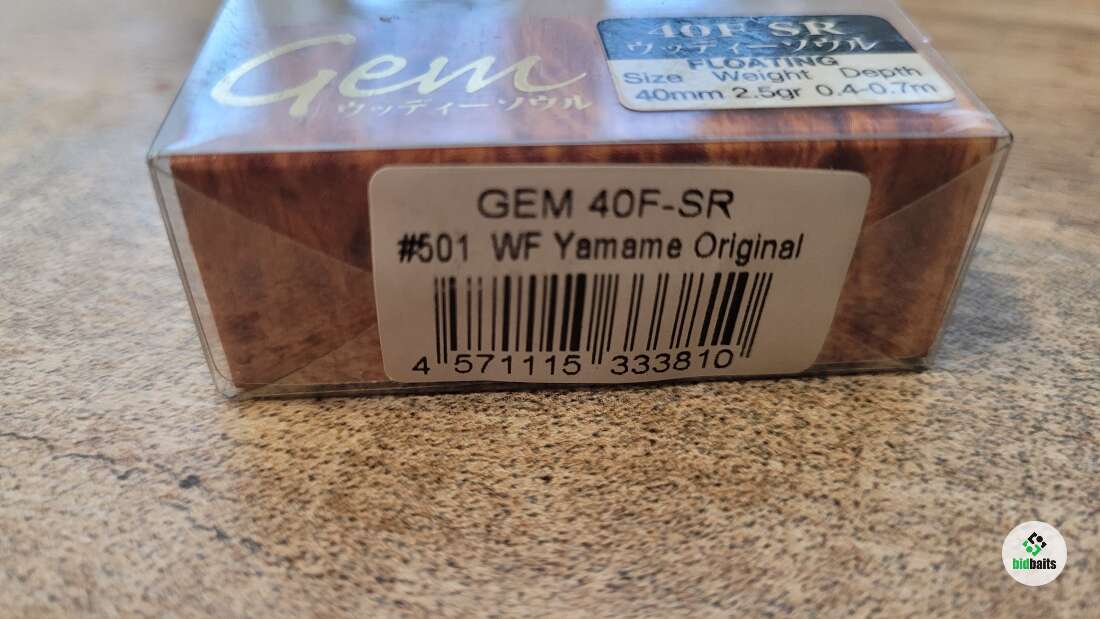 Gem
ウッディーソウル
40F SR
ウッディーソウル
FLOATING
Size Weight Depth
40mm 2.5gr 0.4-0.7m
GEM 40F-SR
#501 WF Yamame Original
4 571115 333810
bidbaits